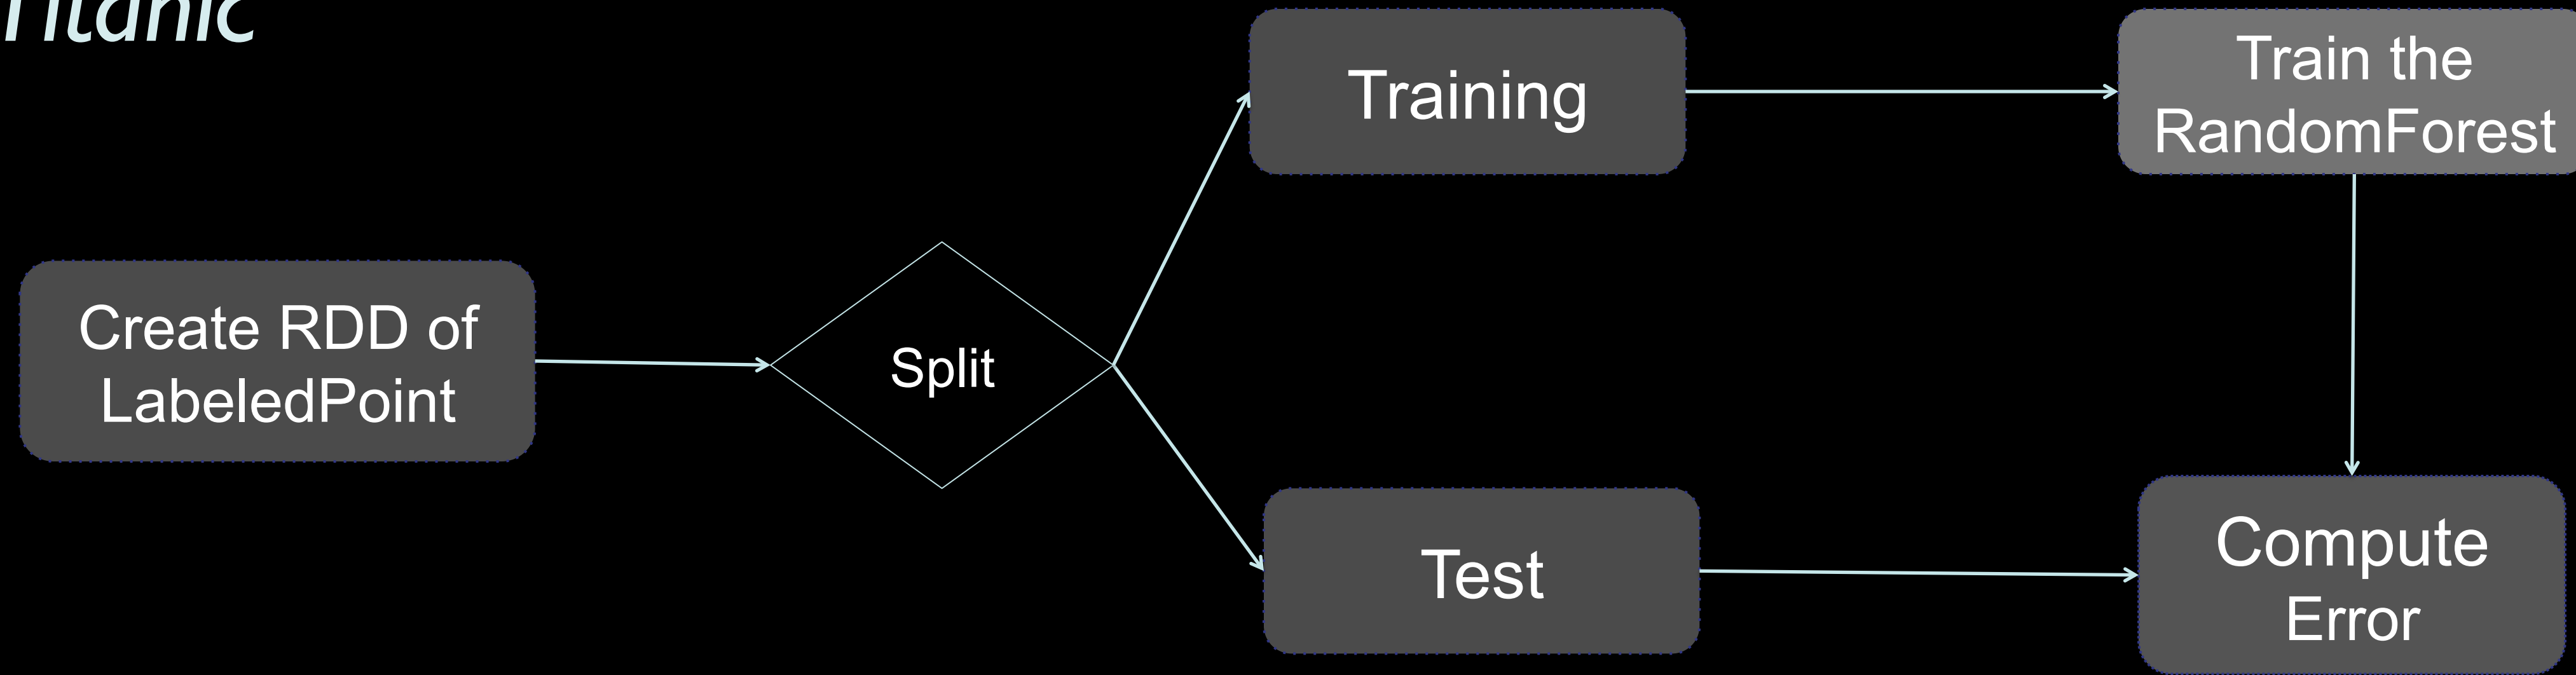 Titanic
Training
Train the
RandomForest
Create RDD of
LabeledPoint
Split
Test
Compute
Error